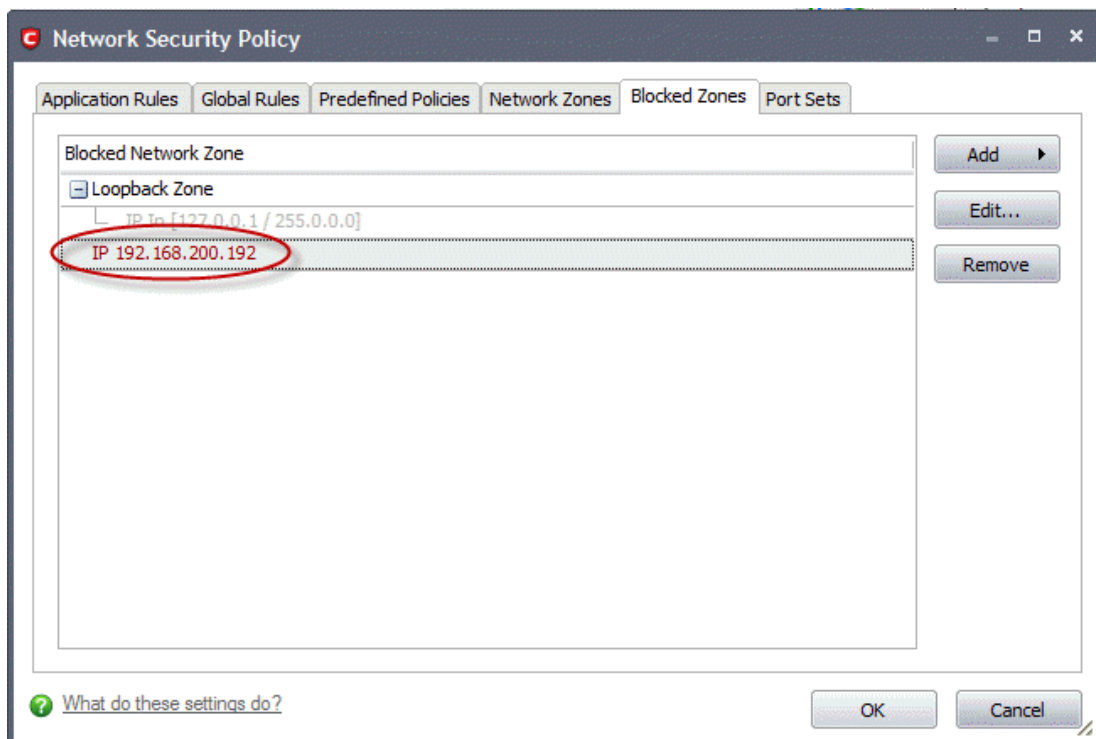 Network Security Policy
Application Rules Global Rules Predefined Policies Network Zones Blocked Zones Port Sets
Blocked Network Zone
Add
Loopback Zone
Edit...
IP In [127.0.0.1 / 255.0.0.0]
IP 192.168.200.192
Remove
What do these settings do?
OK Cancel